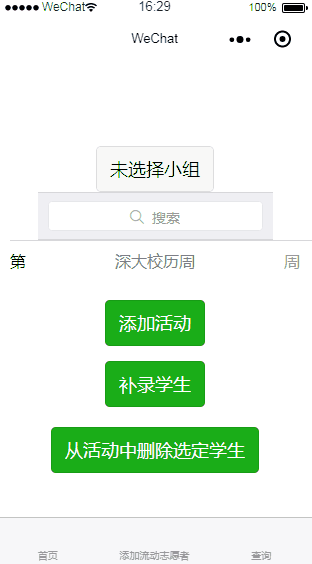 WeChat 16:29 100%
WeChat
未选择小组
搜索
第 深大校历周 周
添加活动
补录学生
从活动中删除选定学生
首页 添加流动志愿者 查询